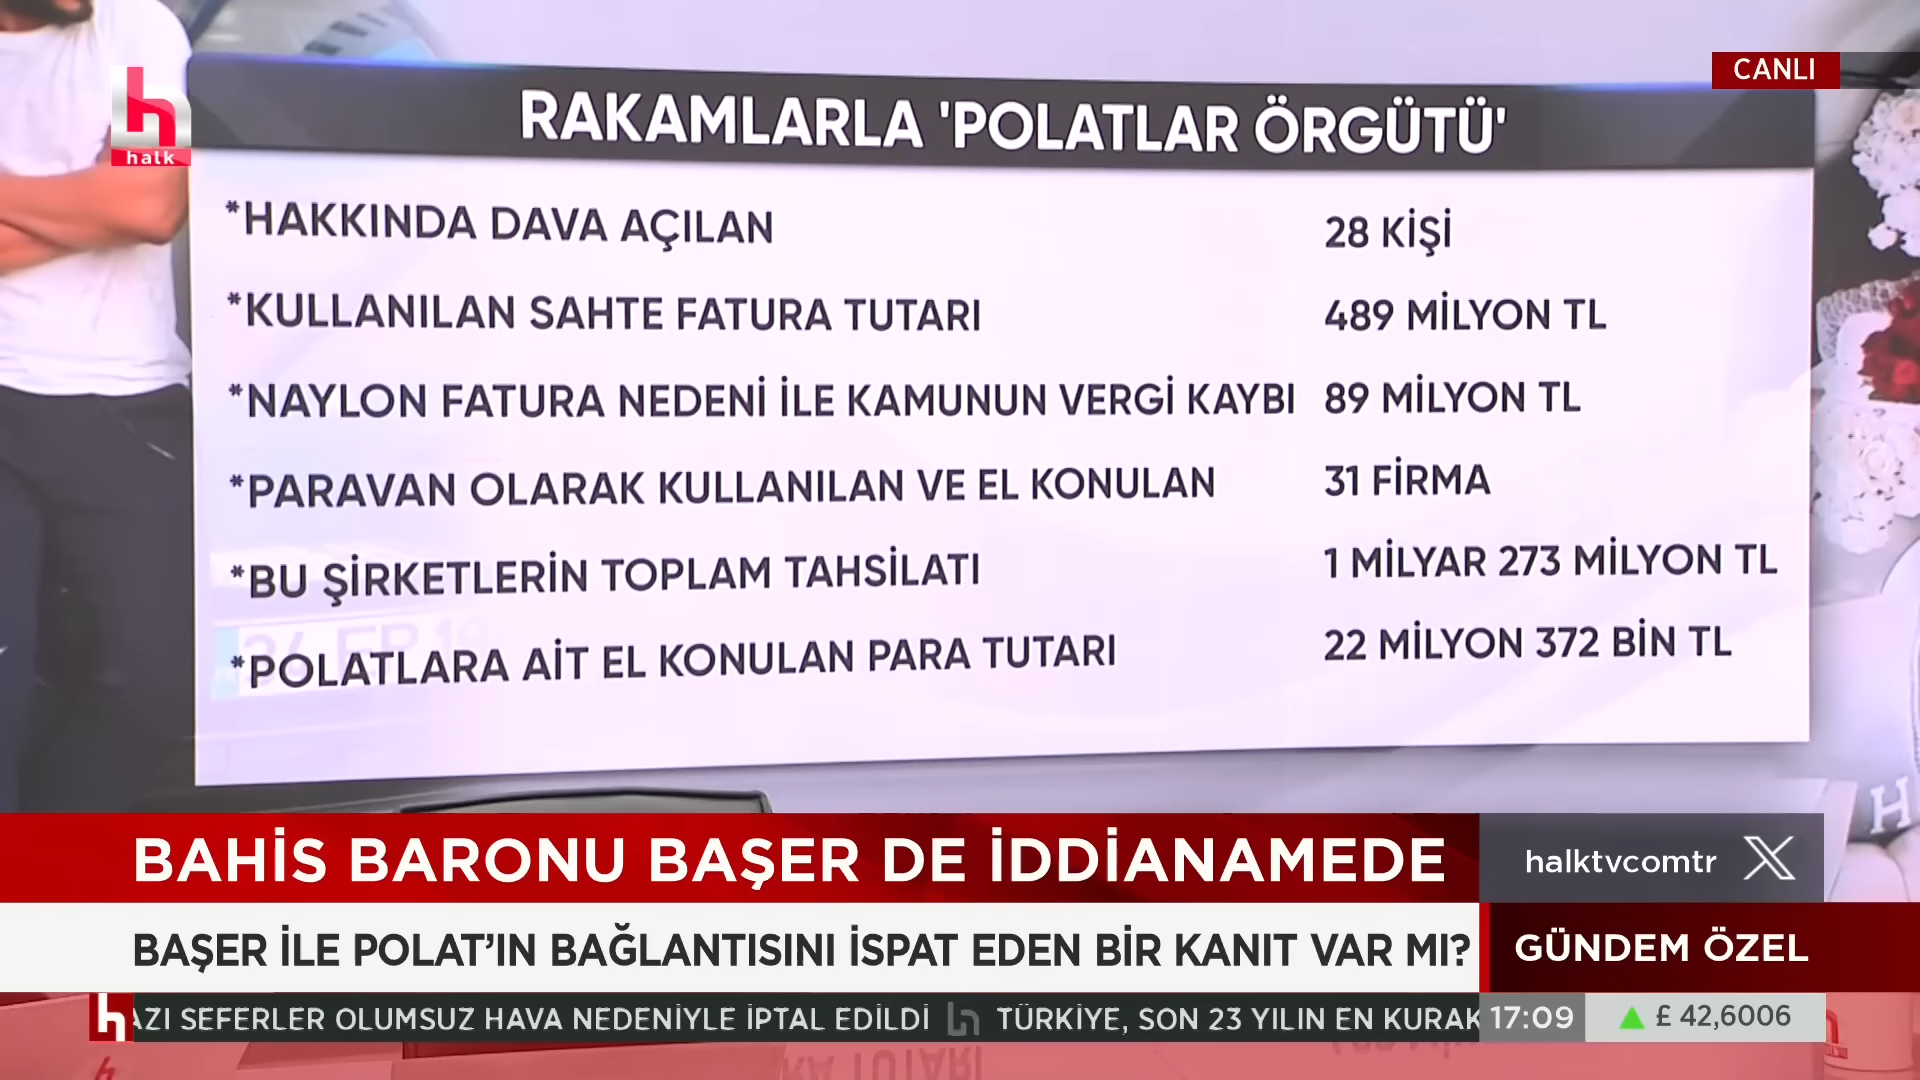 CANLI
halk
RAKAMLARLA 'POLATLAR ÖRGÜTÜ'
*HAKKINDA DAVA AÇILAN 28 KİŞİ
*KULLANILAN SAHTE FATURA TUTARI 489 MİLYON TL
*NAYLON FATURA NEDENİ İLE KAMUNUN VERGİ KAYBI 89 MİLYON TL
*PARAVAN OLARAK KULLANILAN VE EL KONULAN 31 FİRMA
*BU ŞİRKETLERİN TOPLAM TAHSİLATI 1 MİLYAR 273 MİLYON TL
*POLATLARA AİT EL KONULAN PARA TUTARI 22 MİLYON 372 BİN TL
BAHİS BARONU BAŞER DE İDDİANAMEDE
halktvcomtr X
BAŞER İLE POLAT'IN BAĞLANTISINI İSPAT EDEN BİR KANIT VAR MI?
GÜNDEM ÖZEL
AZI SEFERLER OLUMSUZ HAVA NEDENİYLE İPTAL EDİLDİ TÜRKİYE, SON 23 YILIN EN KURAK 17:09 £ 42,6006